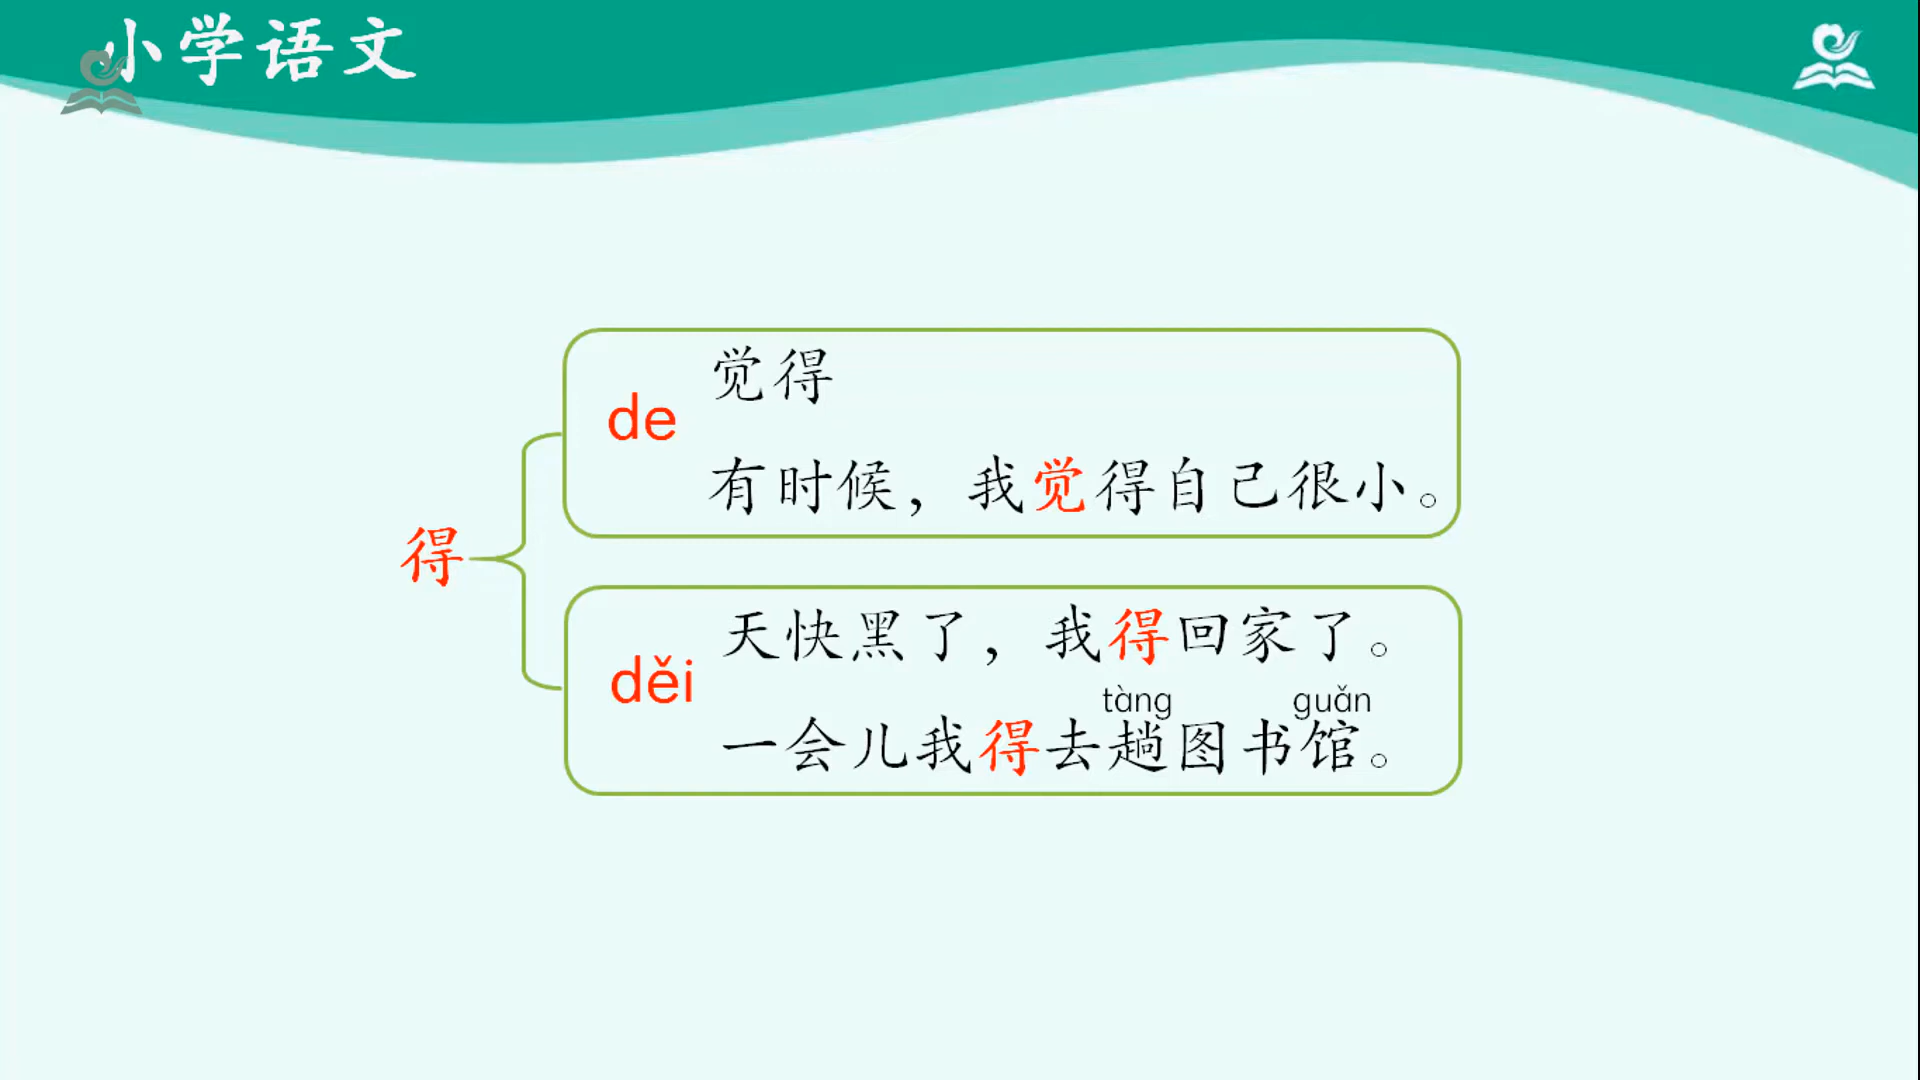 小学语文
得
de
觉得
有时候，我觉得自己很小。
děi
天快黑了，我得回家了。
tàng guǎn
一会儿我得去趟图书馆。